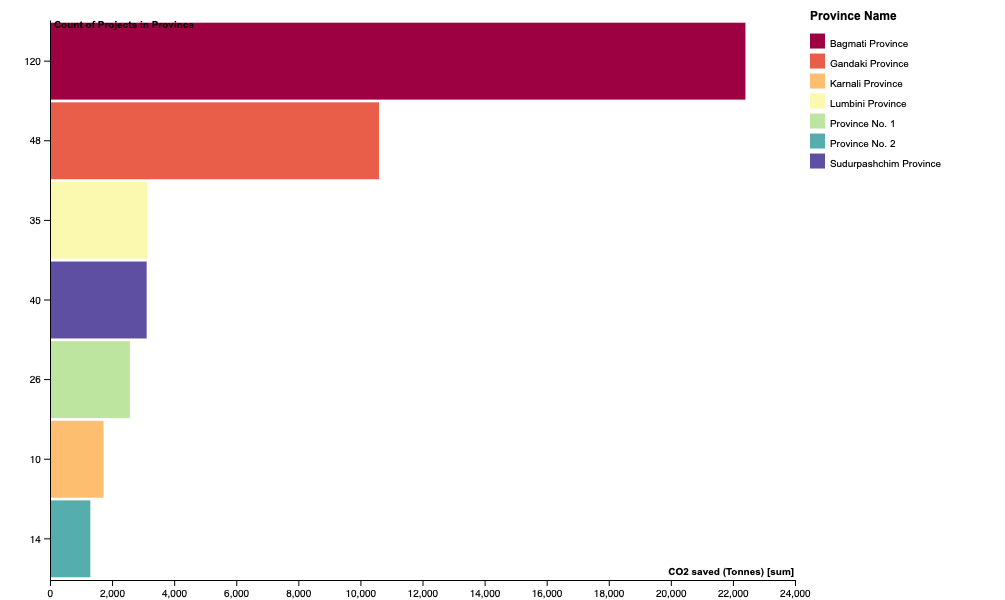 Count of Projects in Province
120
48
35
40
26
10
14
CO2 saved (Tonnes) [sum]
0 2,000 4,000 6,000 8,000 10,000 12,000 14,000 16,000 18,000 20,000 22,000 24,000
Province Name
Bagmati Province
Gandaki Province
Karnali Province
Lumbini Province
Province No. 1
Province No. 2
Sudurpashchim Province